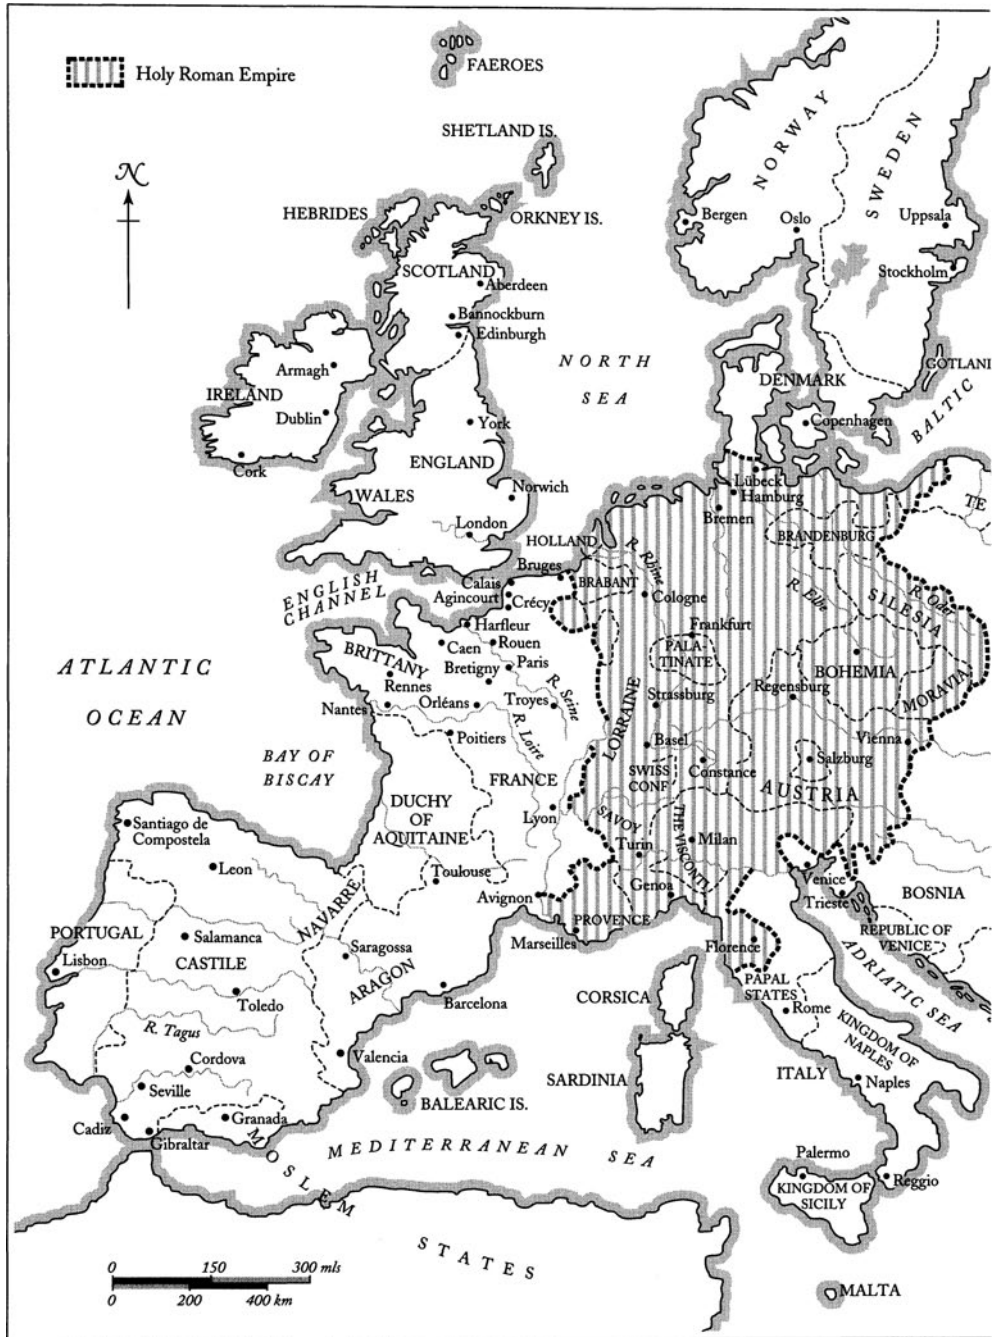 Holy Roman Empire
FAEROES
SHETLAND IS.
N
HEBRIDES
ORKNEY IS.
NORWAY
SWEDEN
Bergen
Oslo
Uppsala
SCOTLAND
Stockholm
Aberdeen
Bannockburn
Edinburgh
NORTH
SEA
GOTLAN
Armagh
IRELAND
DENMARK
Dublin
Copenhagen
BALTIC
York
Cork
ENGLAND
WALES
Norwich
Lübeck
Hamburg
TE
Bremen
London
HOLLAND
BRANDENBURG
R. Rhine
Bruges
ENGLISH
CHANNEL
Calais
BRABANT
Agincourt
Cologne
R. Elbe
R. Oder
Crécy
SILESIA
Harfleur
Frankfurt
Caen
Rouen
PALA-
TINATE
ATLANTIC
OCEAN
BRITTANY
Bretigny
Paris
BOHEMIA
Rennes
R. Seine
Regensburg
MORAVIA
Nantes
Orléans
Troyes
Strassburg
LORRAINE
R. Loire
Poitiers
Basel
Vienna
BAY OF
BISCAY
Constance
Salzburg
FRANCE
SWISS
CONF
AUSTRIA
DUCHY
OF
AQUITAINE
Lyon
SAVOY
Santiago de
Compostela
THE VISCONTI
Milan
Turin
Leon
Toulouse
Venice
Trieste
NAVARRE
Avignon
Genoa
BOSNIA
PROVENCE
PORTUGAL
Salamanca
Saragossa
Marseilles
Florence
REPUBLIC OF
VENICE
Lisbon
CASTILE
ARAGON
ADRIATIC SEA
Toledo
Barcelona
CORSICA
PAPAL
STATES
Rome
R. Tagus
KINGDOM OF
NAPLES
Cordova
Valencia
Seville
SARDINIA
ITALY
Naples
BALEARIC IS.
Cadiz
Granada
Gibraltar
MEDITERRANEAN SEA
Palermo
MOSLEM
STATES
KINGDOM OF
SICILY
Reggio
0 150 300 mls
0 200 400 km
MALTA